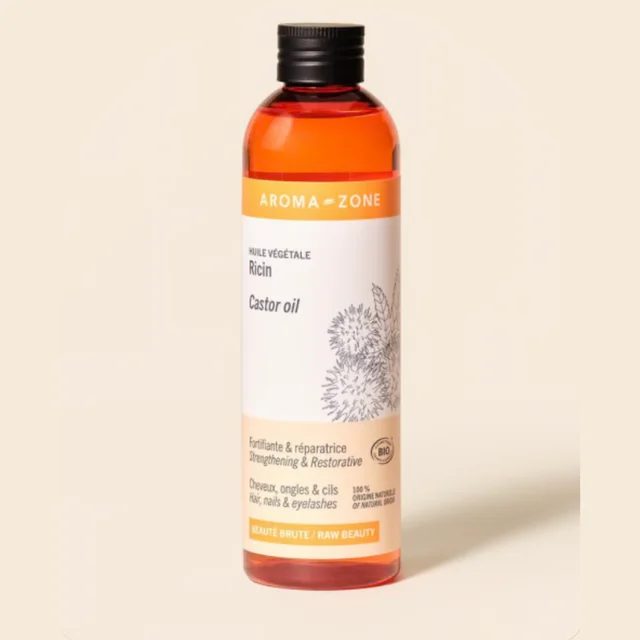 AROMA ZONE
HUILE VÉGÉTALE
Ricin
Castor oil
Fortifiante & réparatrice
Strengthening & Restorative
BIO
Cheveux, ongles & cils
Hair, nails & eyelashes
100 %
ORIGINE NATURELLE
OF NATURAL ORIGIN
BEAUTÉ BRUTE / RAW BEAUTY